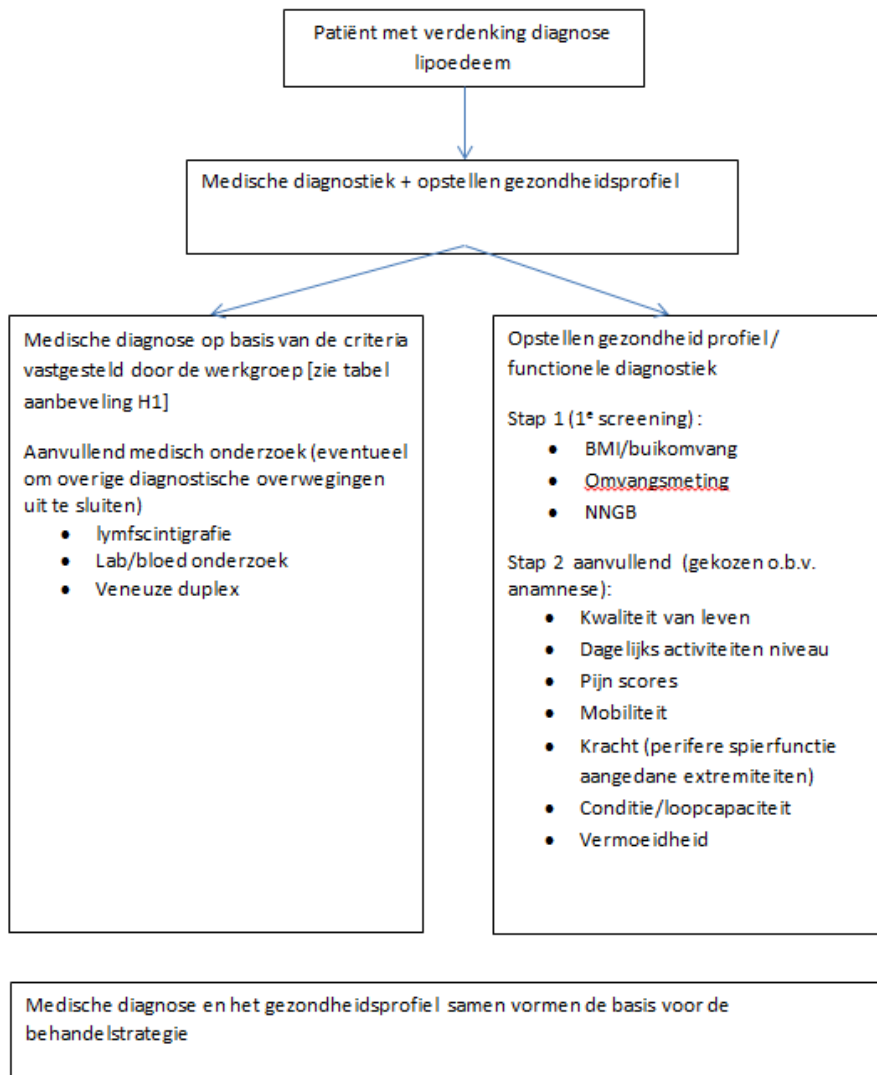 Patiënt met verdenking diagnose
lipoedeem
Medische diagnostiek + opstellen gezondheidsprofiel
Medische diagnose op basis van de criteria
vastgesteld door de werkgroep [zie tabel
aanbeveling H1]
Aanvullend medisch onderzoek (eventueel
om overige diagnostische overwegingen
uit te sluiten)
• lymfscintigrafie
• Lab/bloed onderzoek
• Veneuze duplex
Opstellen gezondheid profiel/
functionele diagnostiek
Stap 1 (1e screening) :
• BMI/buikomvang
• Omvangsmeting
• NNGB
Stap 2 aanvullend (gekozen o.b.v.
anamnese):
• Kwaliteit van leven
• Dagelijks activiteiten niveau
• Pijn scores
• Mobiliteit
• Kracht (perifere spierfunctie
aangedane extremiteiten)
• Conditie/loopcapaciteit
• Vermoeidheid
Medische diagnose en het gezondheidsprofiel samen vormen de basis voor de
behandelstrategie